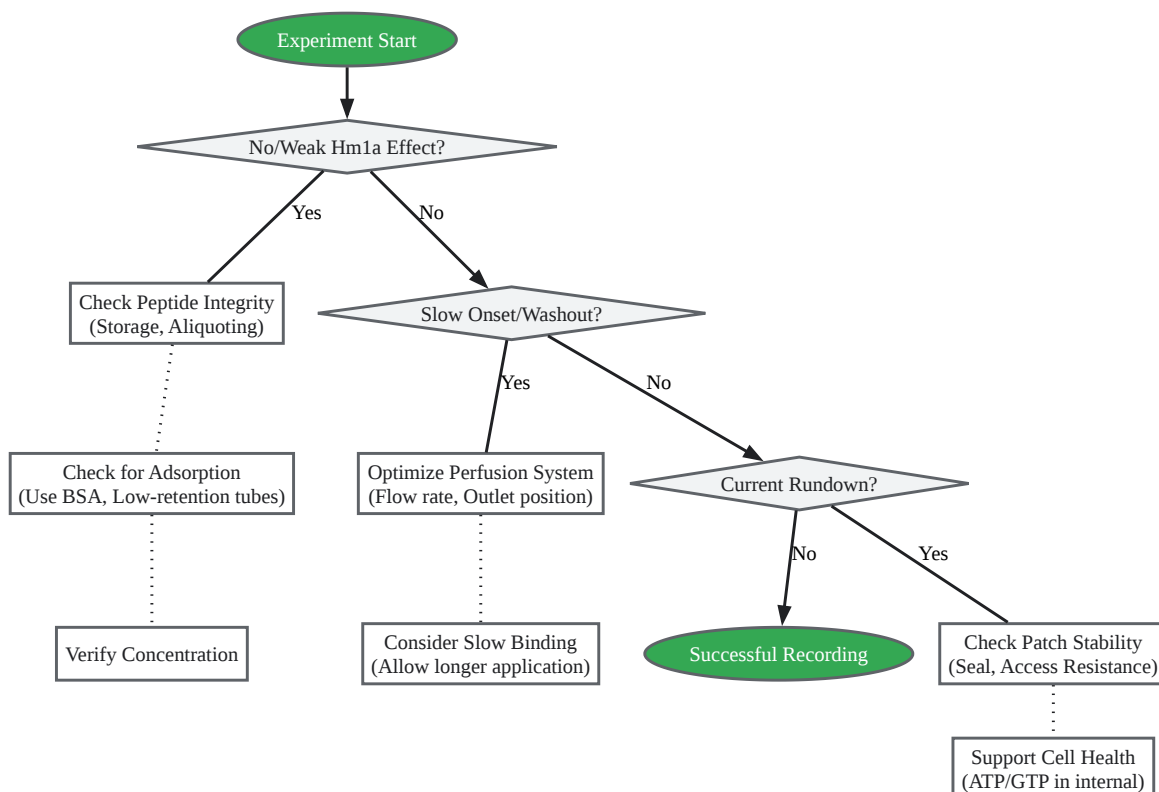 Experiment Start
No/Weak Hm1a Effect?
Yes
No
Check Peptide Integrity
(Storage, Aliquoting)
Slow Onset/Washout?
Yes
No
Check for Adsorption
(Use BSA, Low-retention tubes)
Optimize Perfusion System
(Flow rate, Outlet position)
Current Rundown?
No
Yes
Verify Concentration
Consider Slow Binding
(Allow longer application)
Successful Recording
Check Patch Stability
(Seal, Access Resistance)
Support Cell Health
(ATP/GTP in internal)